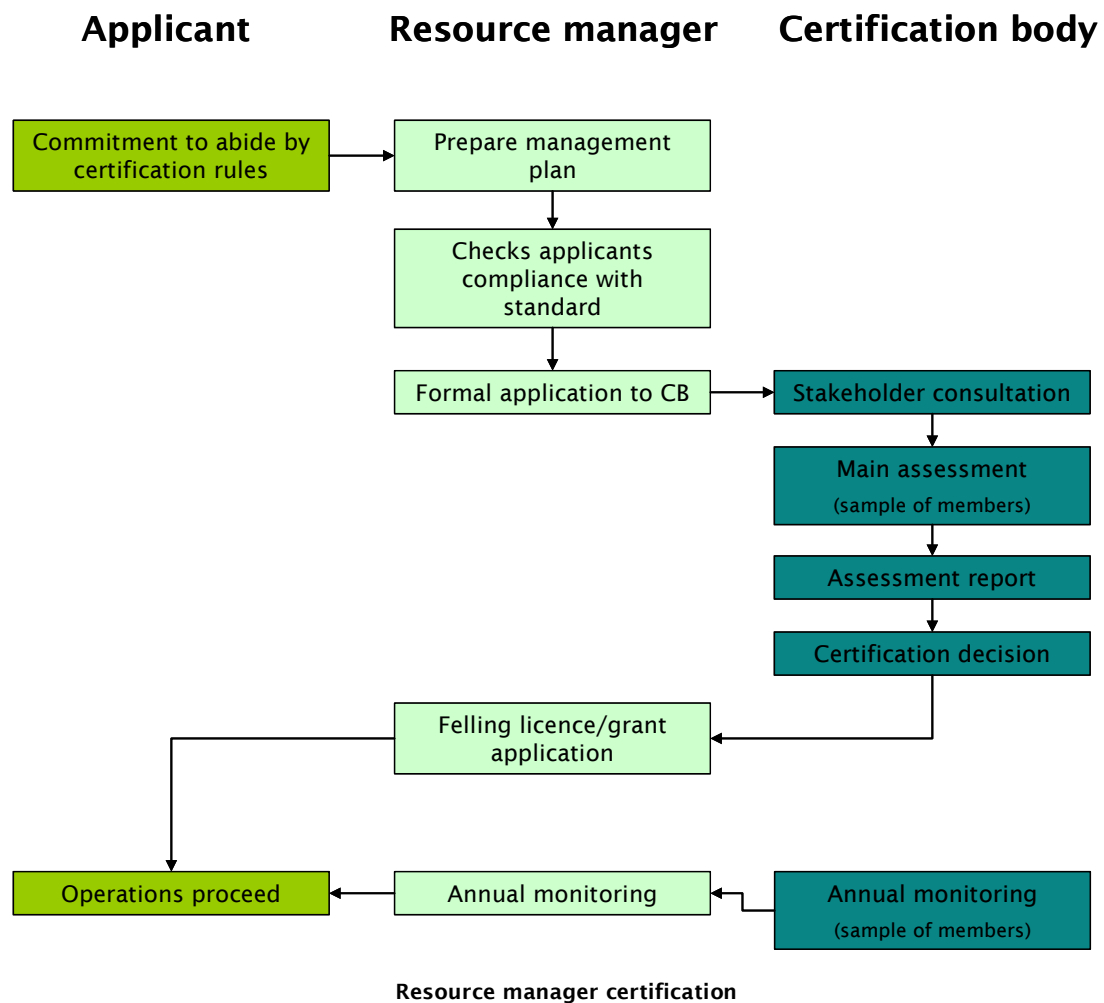 Applicant
Resource manager
Certification body
Commitment to abide by
certification rules
Prepare management
plan
Checks applicants
compliance with
standard
Formal application to CB
Stakeholder consultation
Main assessment
(sample of members)
Assessment report
Certification decision
Felling licence/grant
application
Operations proceed
Annual monitoring
Annual monitoring
(sample of members)
Resource manager certification